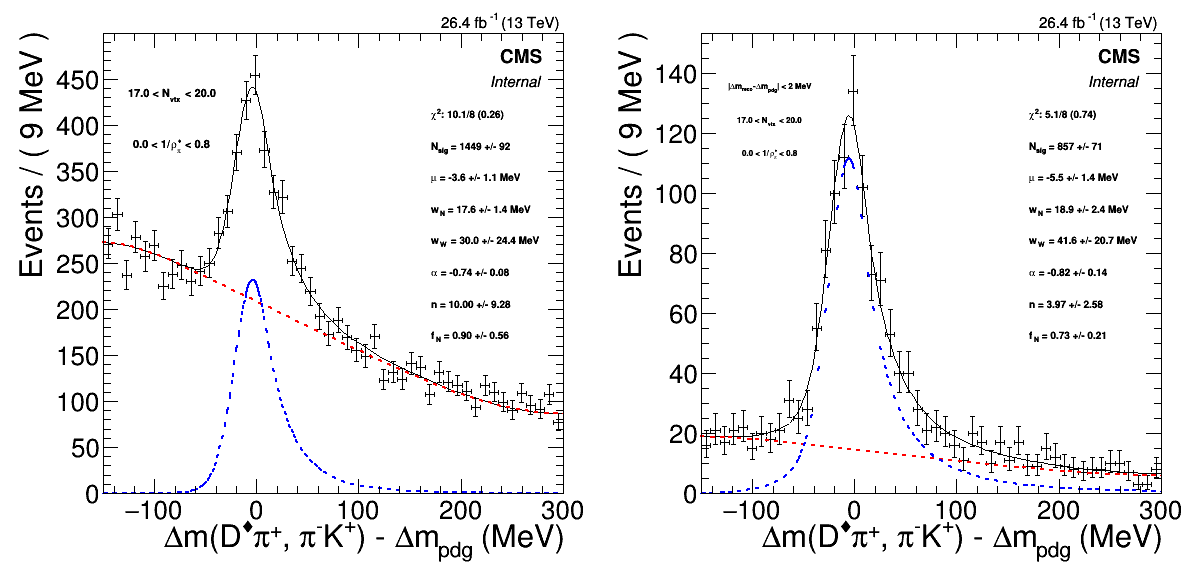 26.4 fb⁻¹ (13 TeV)
CMS
Internal
17.0 < N_vtx < 20.0
0.0 < 1/ρ_π^♦ < 0.8
χ²: 10.1/8 (0.26)
N_sig = 1449 +/- 92
μ = -3.6 +/- 1.1 MeV
w_N = 17.6 +/- 1.4 MeV
w_W = 30.0 +/- 24.4 MeV
α = -0.74 +/- 0.08
n = 10.00 +/- 9.28
f_N = 0.90 +/- 0.56
Events / ( 9 MeV )
450
400
350
300
250
200
150
100
50
0
−100 0 100 200 300
Δm(D^♦π⁺, π⁻K⁺) - Δm_pdg (MeV)
26.4 fb⁻¹ (13 TeV)
CMS
Internal
|Δm_reco-Δm_pdg| < 2 MeV
17.0 < N_vtx < 20.0
0.0 < 1/ρ_π^♦ < 0.8
χ²: 5.1/8 (0.74)
N_sig = 857 +/- 71
μ = -5.5 +/- 1.4 MeV
w_N = 18.9 +/- 2.4 MeV
w_W = 41.6 +/- 20.7 MeV
α = -0.82 +/- 0.14
n = 3.97 +/- 2.58
f_N = 0.73 +/- 0.21
Events / ( 9 MeV )
140
120
100
80
60
40
20
0
−100 0 100 200 300
Δm(D^♦π⁺, π⁻K⁺) - Δm_pdg (MeV)